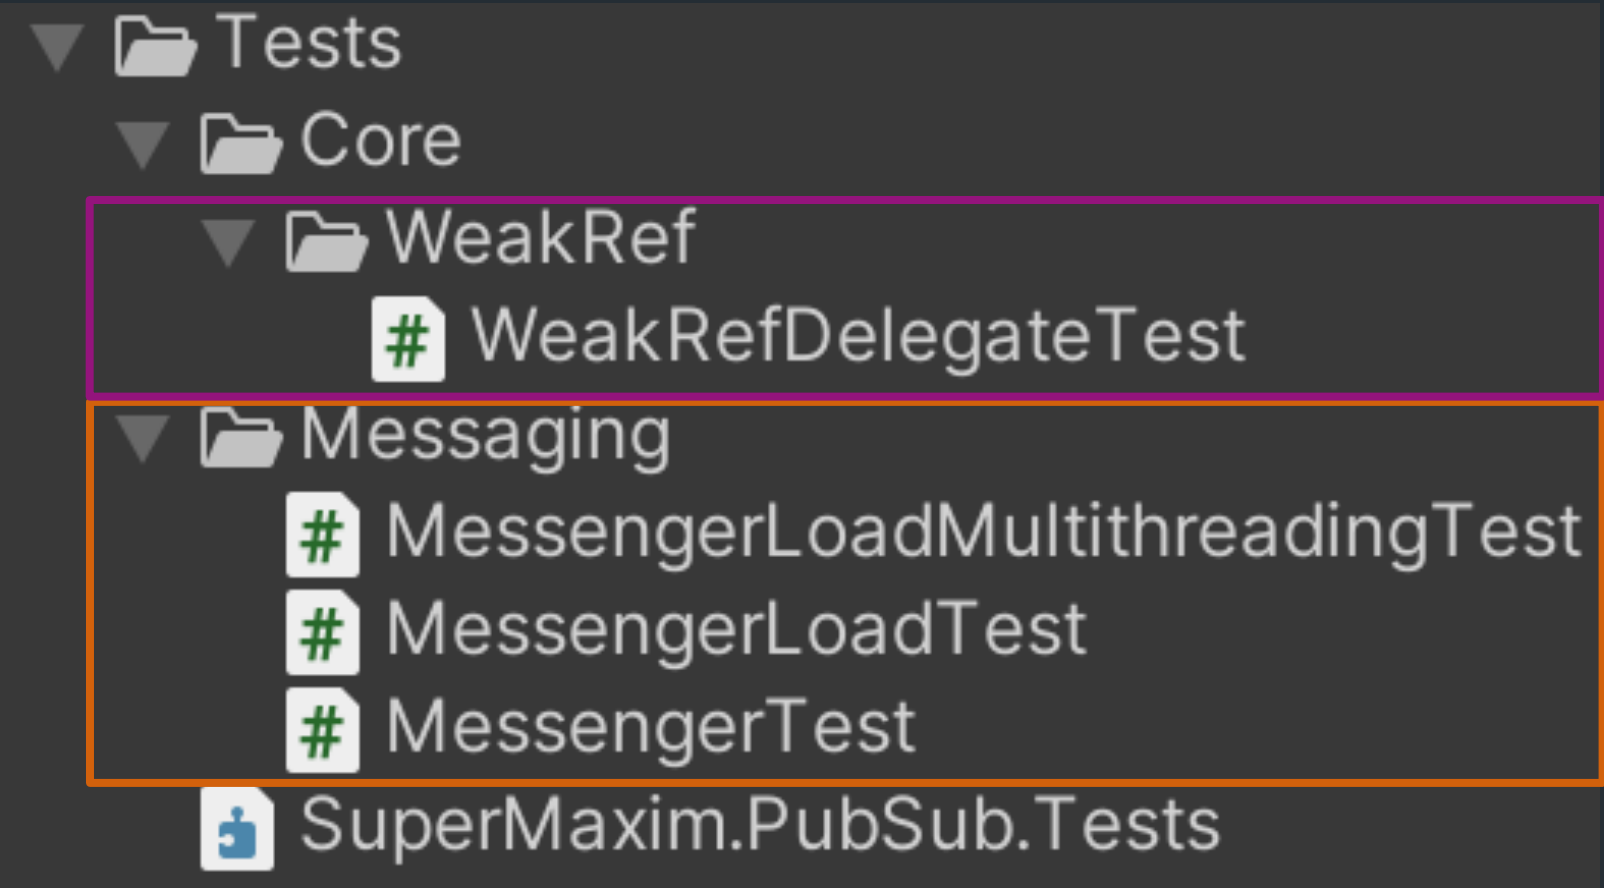 Tests
Core
WeakRef
# WeakRefDelegateTest
Messaging
# MessengerLoadMultithreadingTest
# MessengerLoadTest
# MessengerTest
SuperMaxim.PubSub.Tests